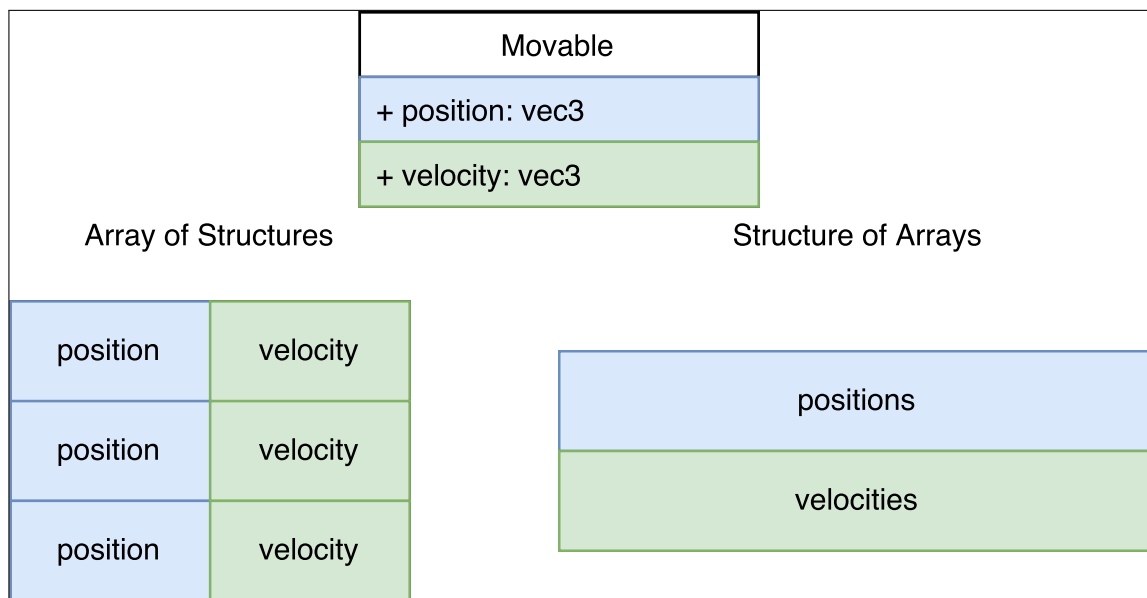 Movable
+ position: vec3
+ velocity: vec3
Array of Structures
Structure of Arrays
position velocity
position velocity
position velocity
positions
velocities